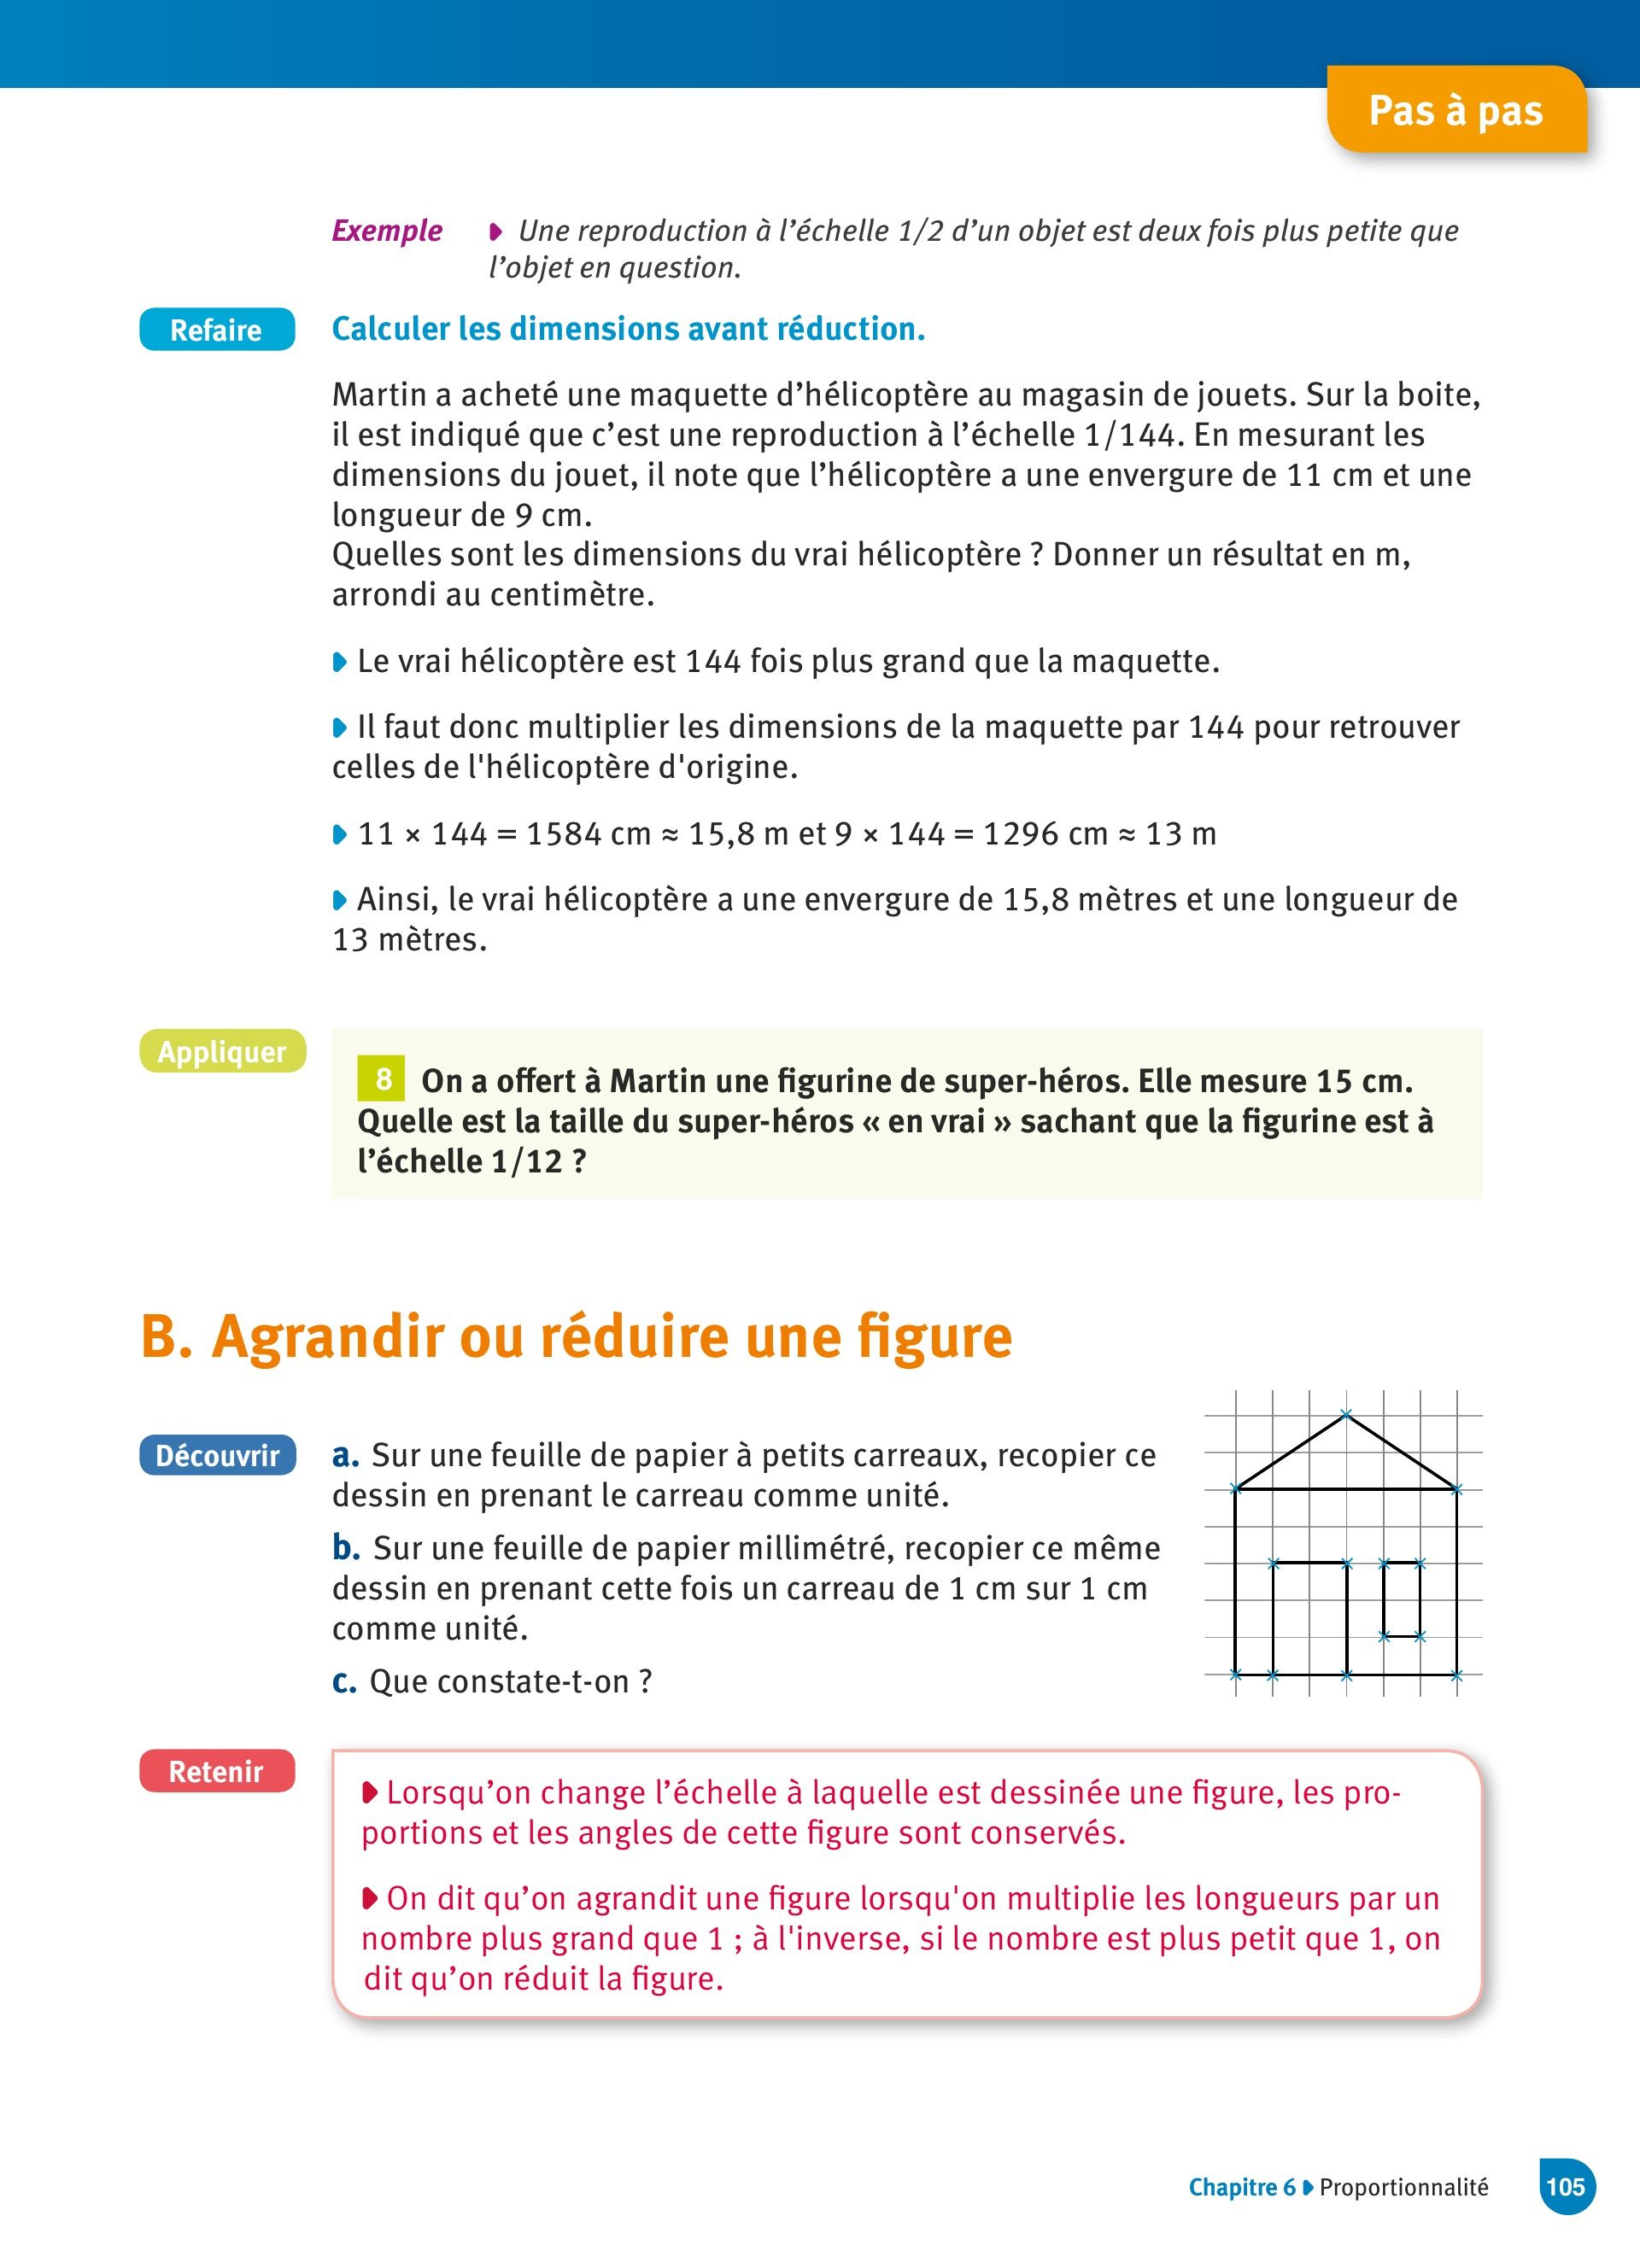 Pas à pas
Exemple ◗ Une reproduction à l’échelle 1/2 d’un objet est deux fois plus petite que
l’objet en question.
Refaire
Calculer les dimensions avant réduction.
Martin a acheté une maquette d’hélicoptère au magasin de jouets. Sur la boite,
il est indiqué que c’est une reproduction à l’échelle 1/144. En mesurant les
dimensions du jouet, il note que l’hélicoptère a une envergure de 11 cm et une
longueur de 9 cm.
Quelles sont les dimensions du vrai hélicoptère ? Donner un résultat en m,
arrondi au centimètre.
◗ Le vrai hélicoptère est 144 fois plus grand que la maquette.
◗ Il faut donc multiplier les dimensions de la maquette par 144 pour retrouver
celles de l'hélicoptère d'origine.
◗ 11 × 144 = 1584 cm ≈ 15,8 m et 9 × 144 = 1296 cm ≈ 13 m
◗ Ainsi, le vrai hélicoptère a une envergure de 15,8 mètres et une longueur de
13 mètres.
Appliquer
8 On a offert à Martin une figurine de super-héros. Elle mesure 15 cm.
Quelle est la taille du super-héros « en vrai » sachant que la figurine est à
l’échelle 1/12 ?
B. Agrandir ou réduire une figure
Découvrir
a. Sur une feuille de papier à petits carreaux, recopier ce
dessin en prenant le carreau comme unité.
b. Sur une feuille de papier millimétré, recopier ce même
dessin en prenant cette fois un carreau de 1 cm sur 1 cm
comme unité.
c. Que constate-t-on ?
Retenir
◗ Lorsqu’on change l’échelle à laquelle est dessinée une figure, les pro-
portions et les angles de cette figure sont conservés.
◗ On dit qu’on agrandit une figure lorsqu'on multiplie les longueurs par un
nombre plus grand que 1 ; à l'inverse, si le nombre est plus petit que 1, on
dit qu’on réduit la figure.
Chapitre 6 ◗ Proportionnalité 105